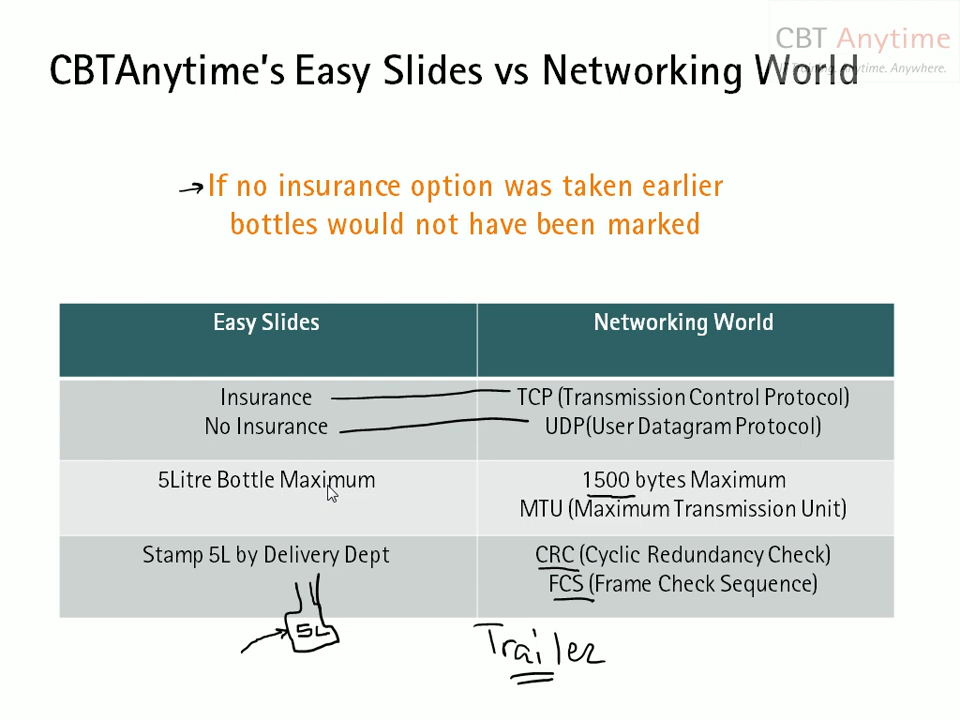 CBT Anytime
CBTAnytime's Easy Slides vs Networking World
IT Training. Anytime. Anywhere.
If no insurance option was taken earlier
bottles would not have been marked
Easy Slides
Networking World
Insurance
No Insurance
TCP (Transmission Control Protocol)
UDP(User Datagram Protocol)
5Litre Bottle Maximum
1500 bytes Maximum
MTU (Maximum Transmission Unit)
Stamp 5L by Delivery Dept
CRC (Cyclic Redundancy Check)
FCS (Frame Check Sequence)
5L
Trailer